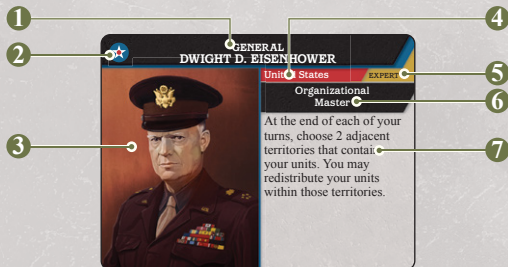 1
GENERAL
DWIGHT D. EISENHOWER
2
3
4
United States
EXPERT
5
Organizational
Master
6
At the end of each of your
turns, choose 2 adjacent
territories that contain
your units. You may
redistribute your units
within those territories.
7